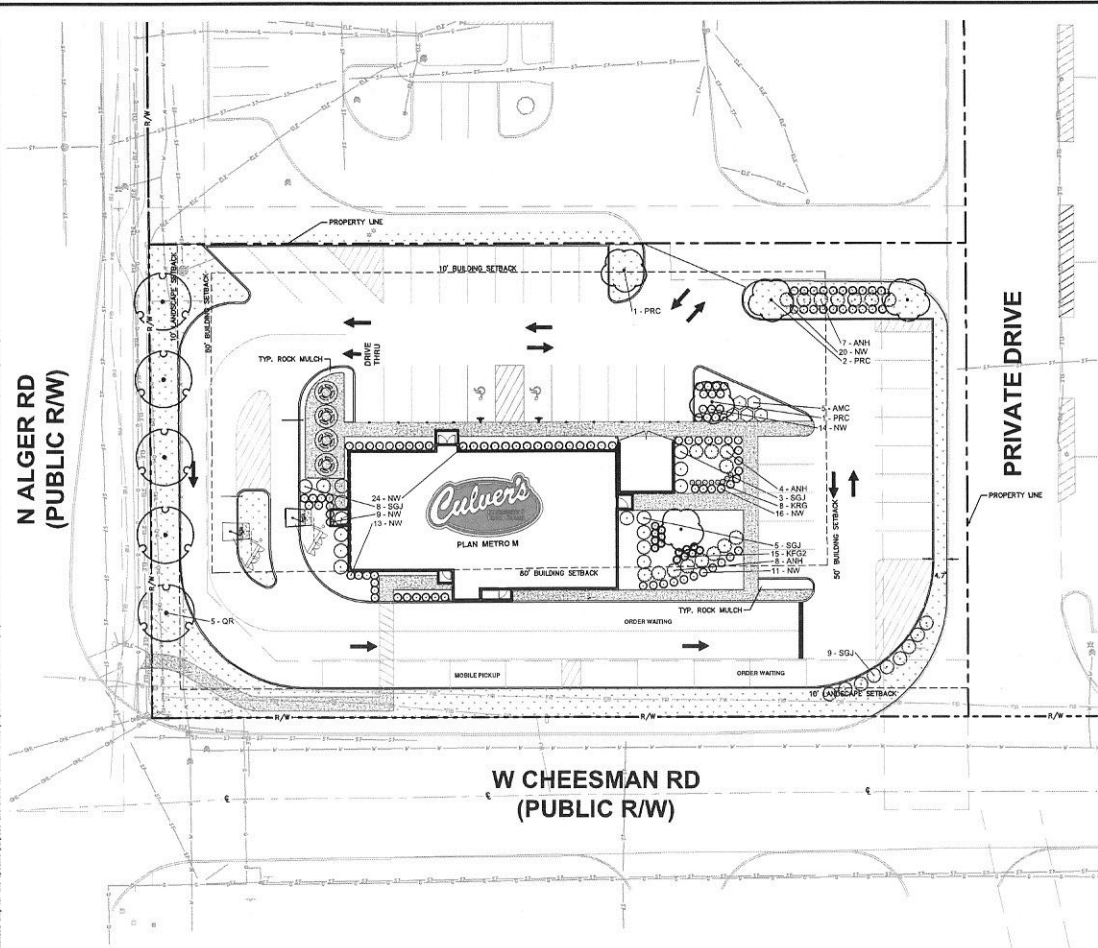 PROPERTY LINE
10' LANDSCAPE SETBACK
80' BUILDING SETBACK
10' BUILDING SETBACK
1 - PRC
7 - ANH
20 - NW
2 - PRC
DRIVE THRU
TYP. ROCK MULCH
5 - AMC
1 - PRC
14 - NW
N ALGER RD
(PUBLIC R/W)
PRIVATE DRIVE
PROPERTY LINE
4 - ANH
3 - SGJ
8 - KRG
16 - NW
24 - NW
8 - SGJ
9 - NW
13 - NW
Culver's
PLAN METRO M
5 - SGJ
15 - KFG2
8 - ANH
11 - NW
50' BUILDING SETBACK
80' BUILDING SETBACK
4.7'
TYP. ROCK MULCH
5 - QR
ORDER WAITING
9 - SGJ
MOBILE PICKUP
ORDER WAITING
10' LANDSCAPE SETBACK
R/W
R/W
R/W
R/W
R/W
R/W
W CHEESMAN RD
(PUBLIC R/W)